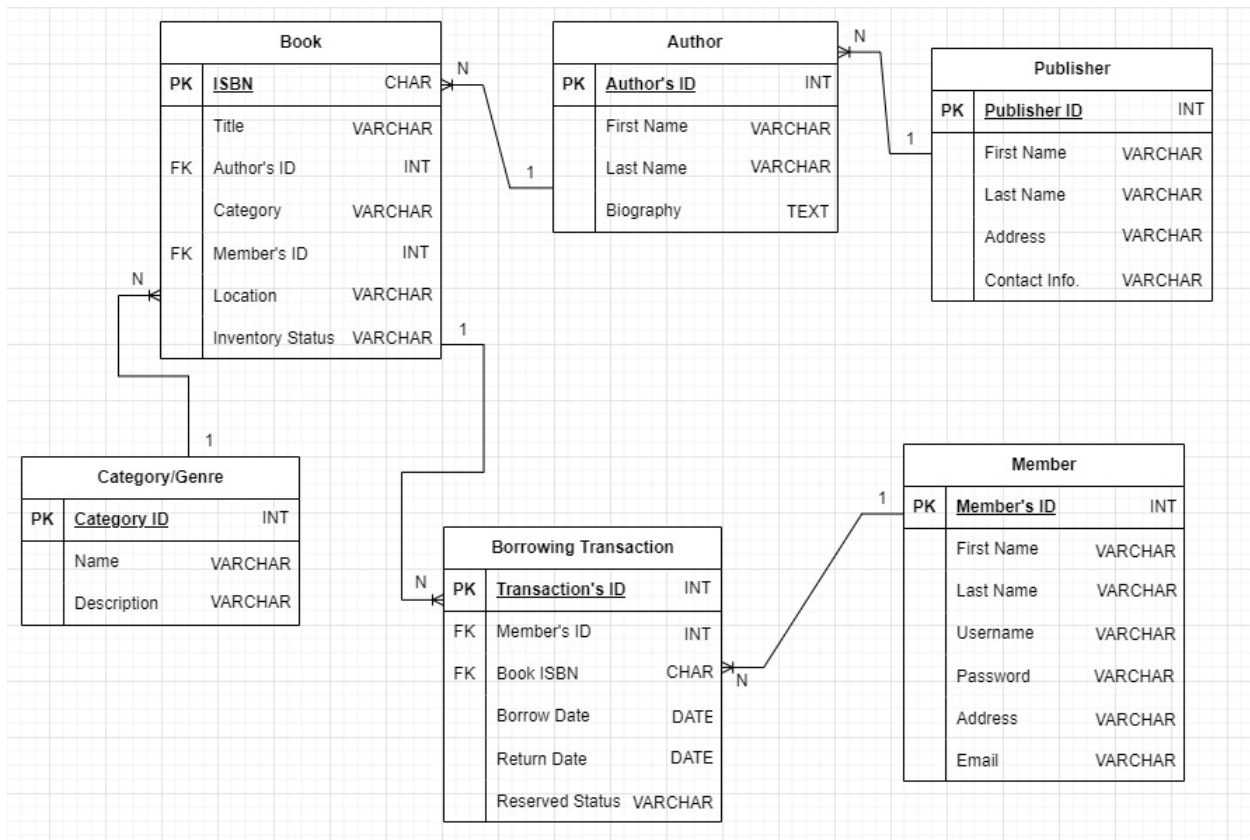 Book
PK ISBN CHAR
Title VARCHAR
FK Author's ID INT
Category VARCHAR
FK Member's ID INT
Location VARCHAR
Inventory Status VARCHAR
N
1
Author
PK Author's ID INT
First Name VARCHAR
Last Name VARCHAR
Biography TEXT
N
1
Publisher
PK Publisher ID INT
First Name VARCHAR
Last Name VARCHAR
Address VARCHAR
Contact Info. VARCHAR
N
1
Category/Genre
PK Category ID INT
Name VARCHAR
Description VARCHAR
1
N
Borrowing Transaction
PK Transaction's ID INT
FK Member's ID INT
FK Book ISBN CHAR
Borrow Date DATE
Return Date DATE
Reserved Status VARCHAR
1
N
Member
PK Member's ID INT
First Name VARCHAR
Last Name VARCHAR
Username VARCHAR
Password VARCHAR
Address VARCHAR
Email VARCHAR